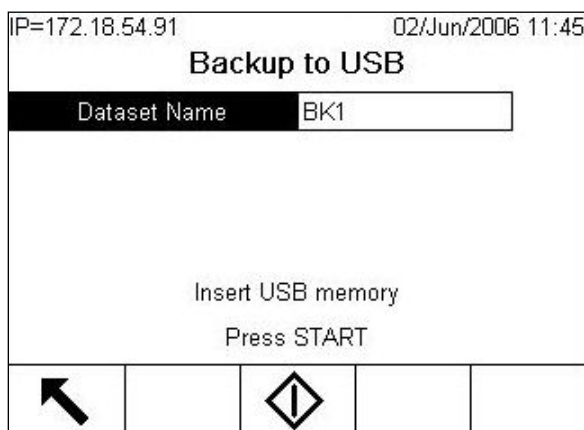 IP=172.18.54.91 02/Jun/2006 11:45
Backup to USB
Dataset Name BK1
Insert USB memory
Press START